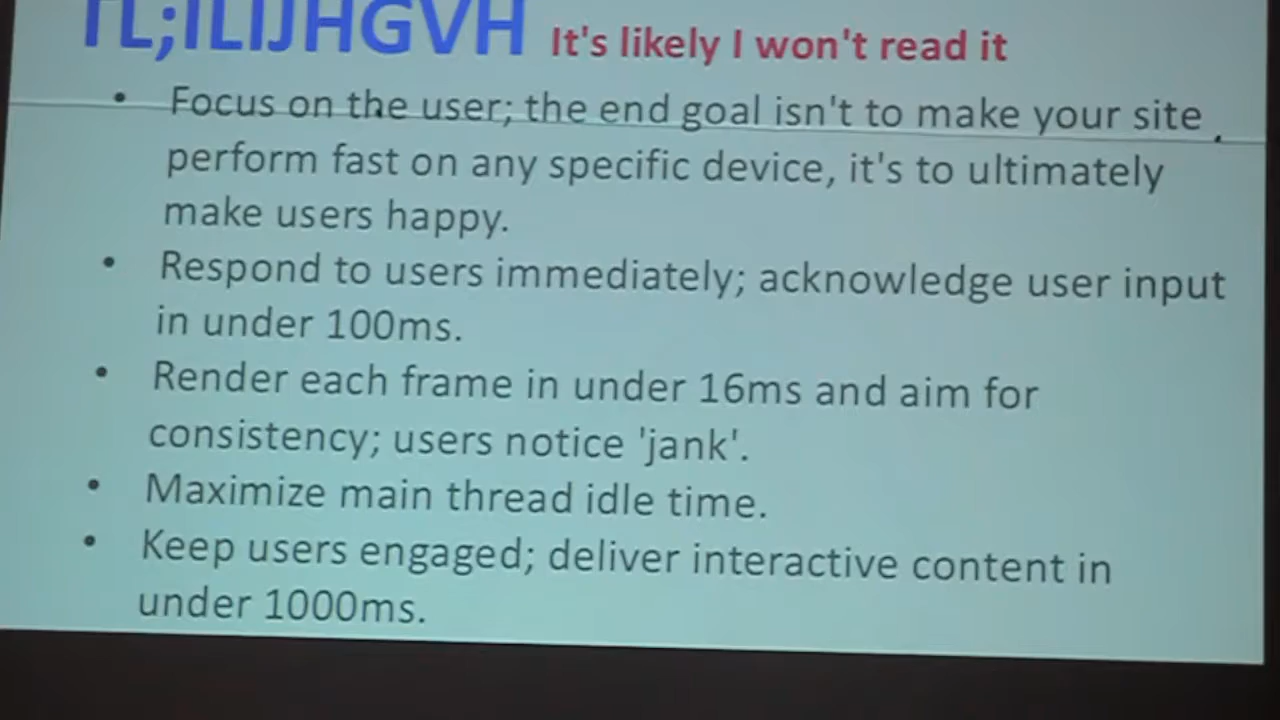 TL;ILIJHGVH It's likely I won't read it
• Focus on the user; the end goal isn't to make your site
perform fast on any specific device, it's to ultimately
make users happy.
• Respond to users immediately; acknowledge user input
in under 100ms.
• Render each frame in under 16ms and aim for
consistency; users notice 'jank'.
• Maximize main thread idle time.
• Keep users engaged; deliver interactive content in
under 1000ms.